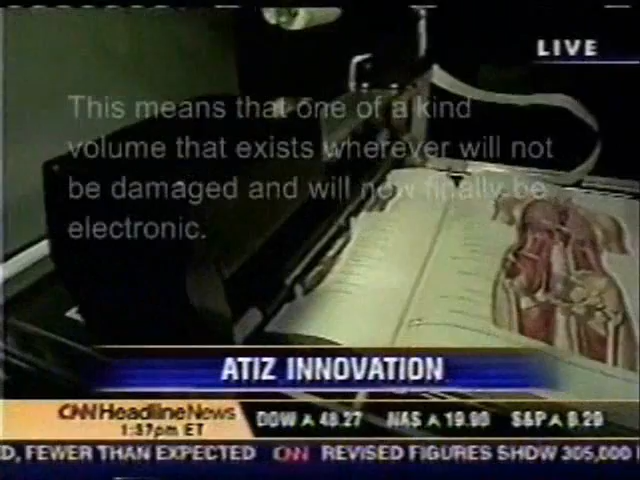 LIVE
This means that one of a kind
volume that exists wherever will not
be damaged and will now finally be
electronic.
ATIZ INNOVATION
CNN Headline News
1:37pm ET
DOW ▲ 48.27 NAS ▲ 19.90 S&P ▲ 8.29
D, FEWER THAN EXPECTED CNN REVISED FIGURES SHOW 305,000